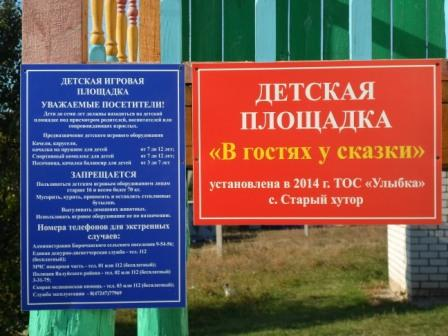 ДЕТСКАЯ ИГРОВАЯ
ПЛОЩАДКА
УВАЖАЕМЫЕ ПОСЕТИТЕЛИ!
Дети до семи лет должны находиться на детской
площадке под присмотром родителей, воспитателей или
сопровождающих взрослых.
Предназначение детского игрового оборудования
Качели, карусели,
качалка на пружине для детей от 7 до 12 лет;
Спортивный комплекс для детей от 7 до 12 лет;
Песочница, качалка балансир для детей от 3 до 7 лет;
ЗАПРЕЩАЕТСЯ
Пользоваться детским игровым оборудованием лицам
старше 16 и весом более 70 кг.
Мусорить, курить, приносить и оставлять стеклянные
бутылки.
Выгуливать домашних животных.
Использовать игровое оборудование не по назначению.
Номера телефонов для экстренных
случаев:
Администрация Бирючанского сельского поселения 9-54-56;
Единая дежурно-диспетчерская служба - тел. 112
(бесплатный);
МЧС пожарная часть - тел. 01 или 112 (бесплатный);
Полиция Валуйского района - тел. 02 или 112 (бесплатный)
3-31-75;
Скорая медицинская помощь - тел. 03 или 112 (бесплатный)
Служба эксплуатации - 8(47247)77969
ДЕТСКАЯ
ПЛОЩАДКА
«В гостях у сказки»
установлена в 2014 г. ТОС «Улыбка»
с. Старый хутор